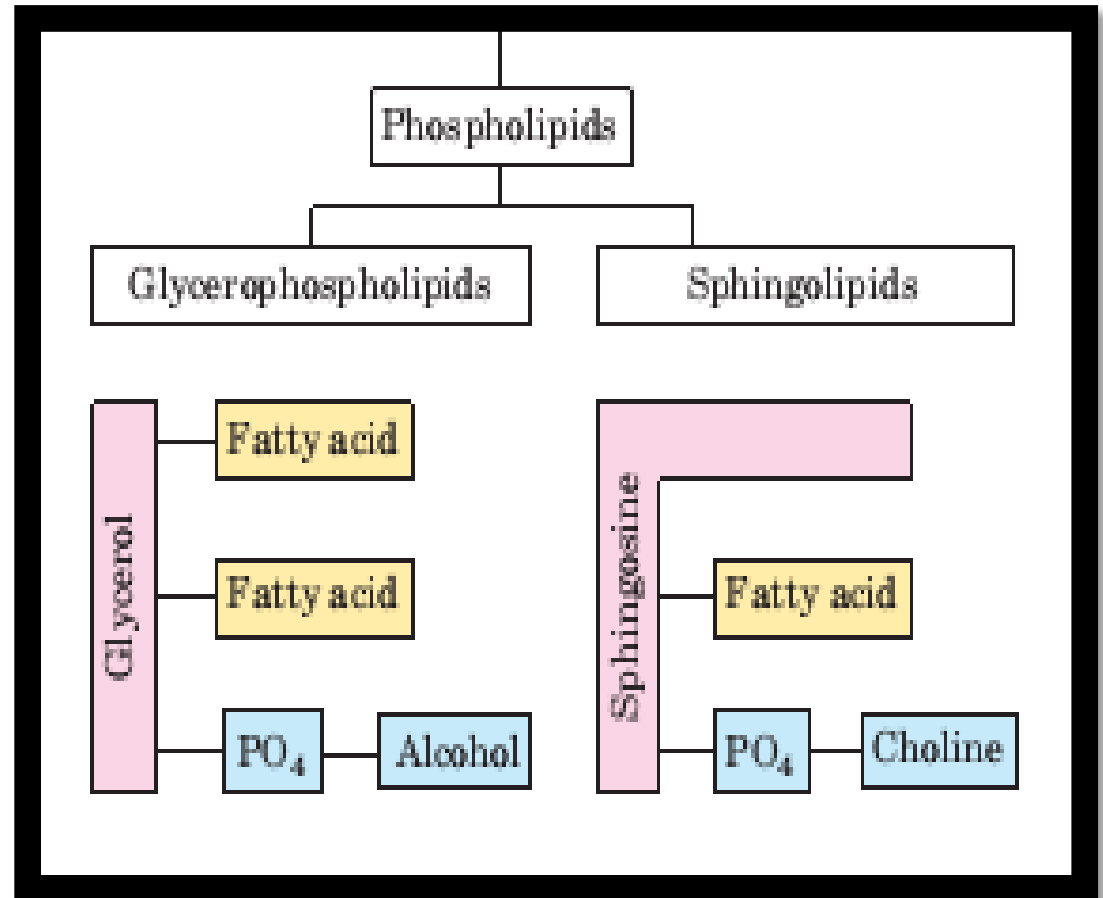 Phospholipids
Glycerophospholipids
Sphingolipids
Glycerol
Fatty acid
Fatty acid
PO₄
Alcohol
Sphingosine
Fatty acid
PO₄
Choline